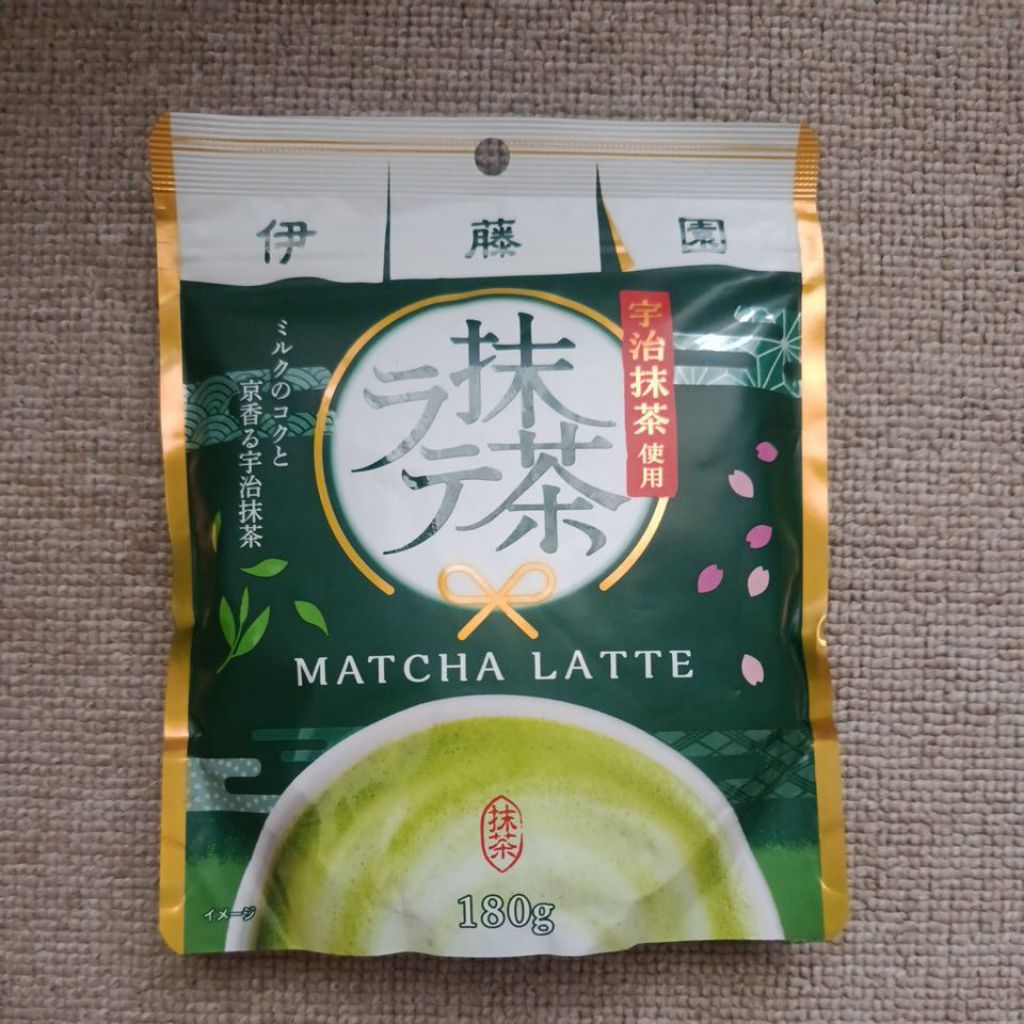 伊藤園
宇治抹茶使用
抹茶
ラテ
ミルクのコクと
京香る宇治抹茶
MATCHA LATTE
抹茶
180g
イメージ